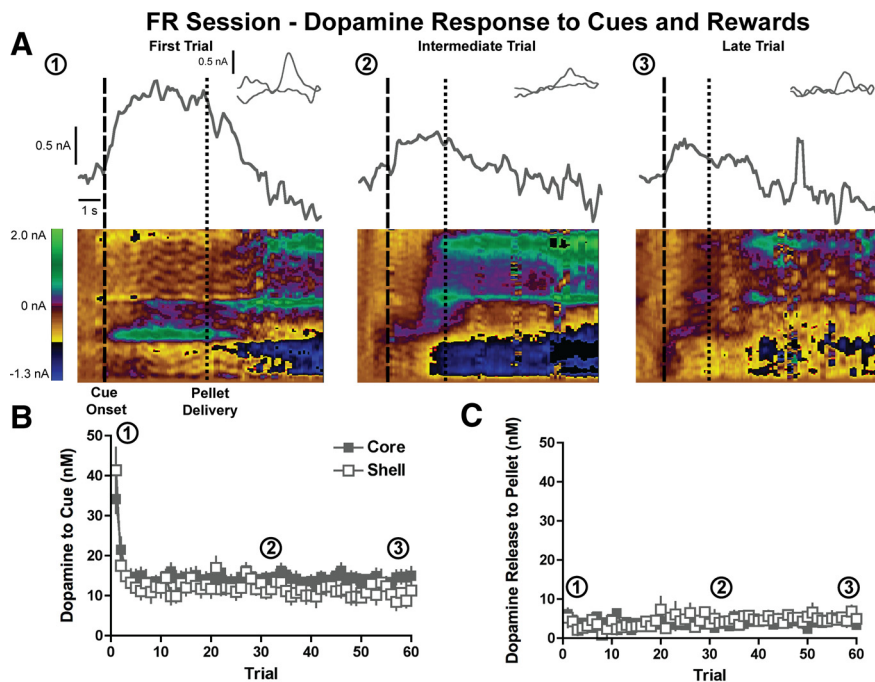 FR Session - Dopamine Response to Cues and Rewards
A
1
First Trial
0.5 nA
2
Intermediate Trial
3
Late Trial
0.5 nA
1 s
2.0 nA
0 nA
-1.3 nA
Cue
Onset
Pellet
Delivery
B
Dopamine to Cue (nM)
50
40
30
20
10
0
1
Core
Shell
2
3
0
10
20
30
40
50
60
Trial
C
Dopamine Release to Pellet (nM)
50
40
30
20
10
0
1
2
3
0
10
20
30
40
50
60
Trial